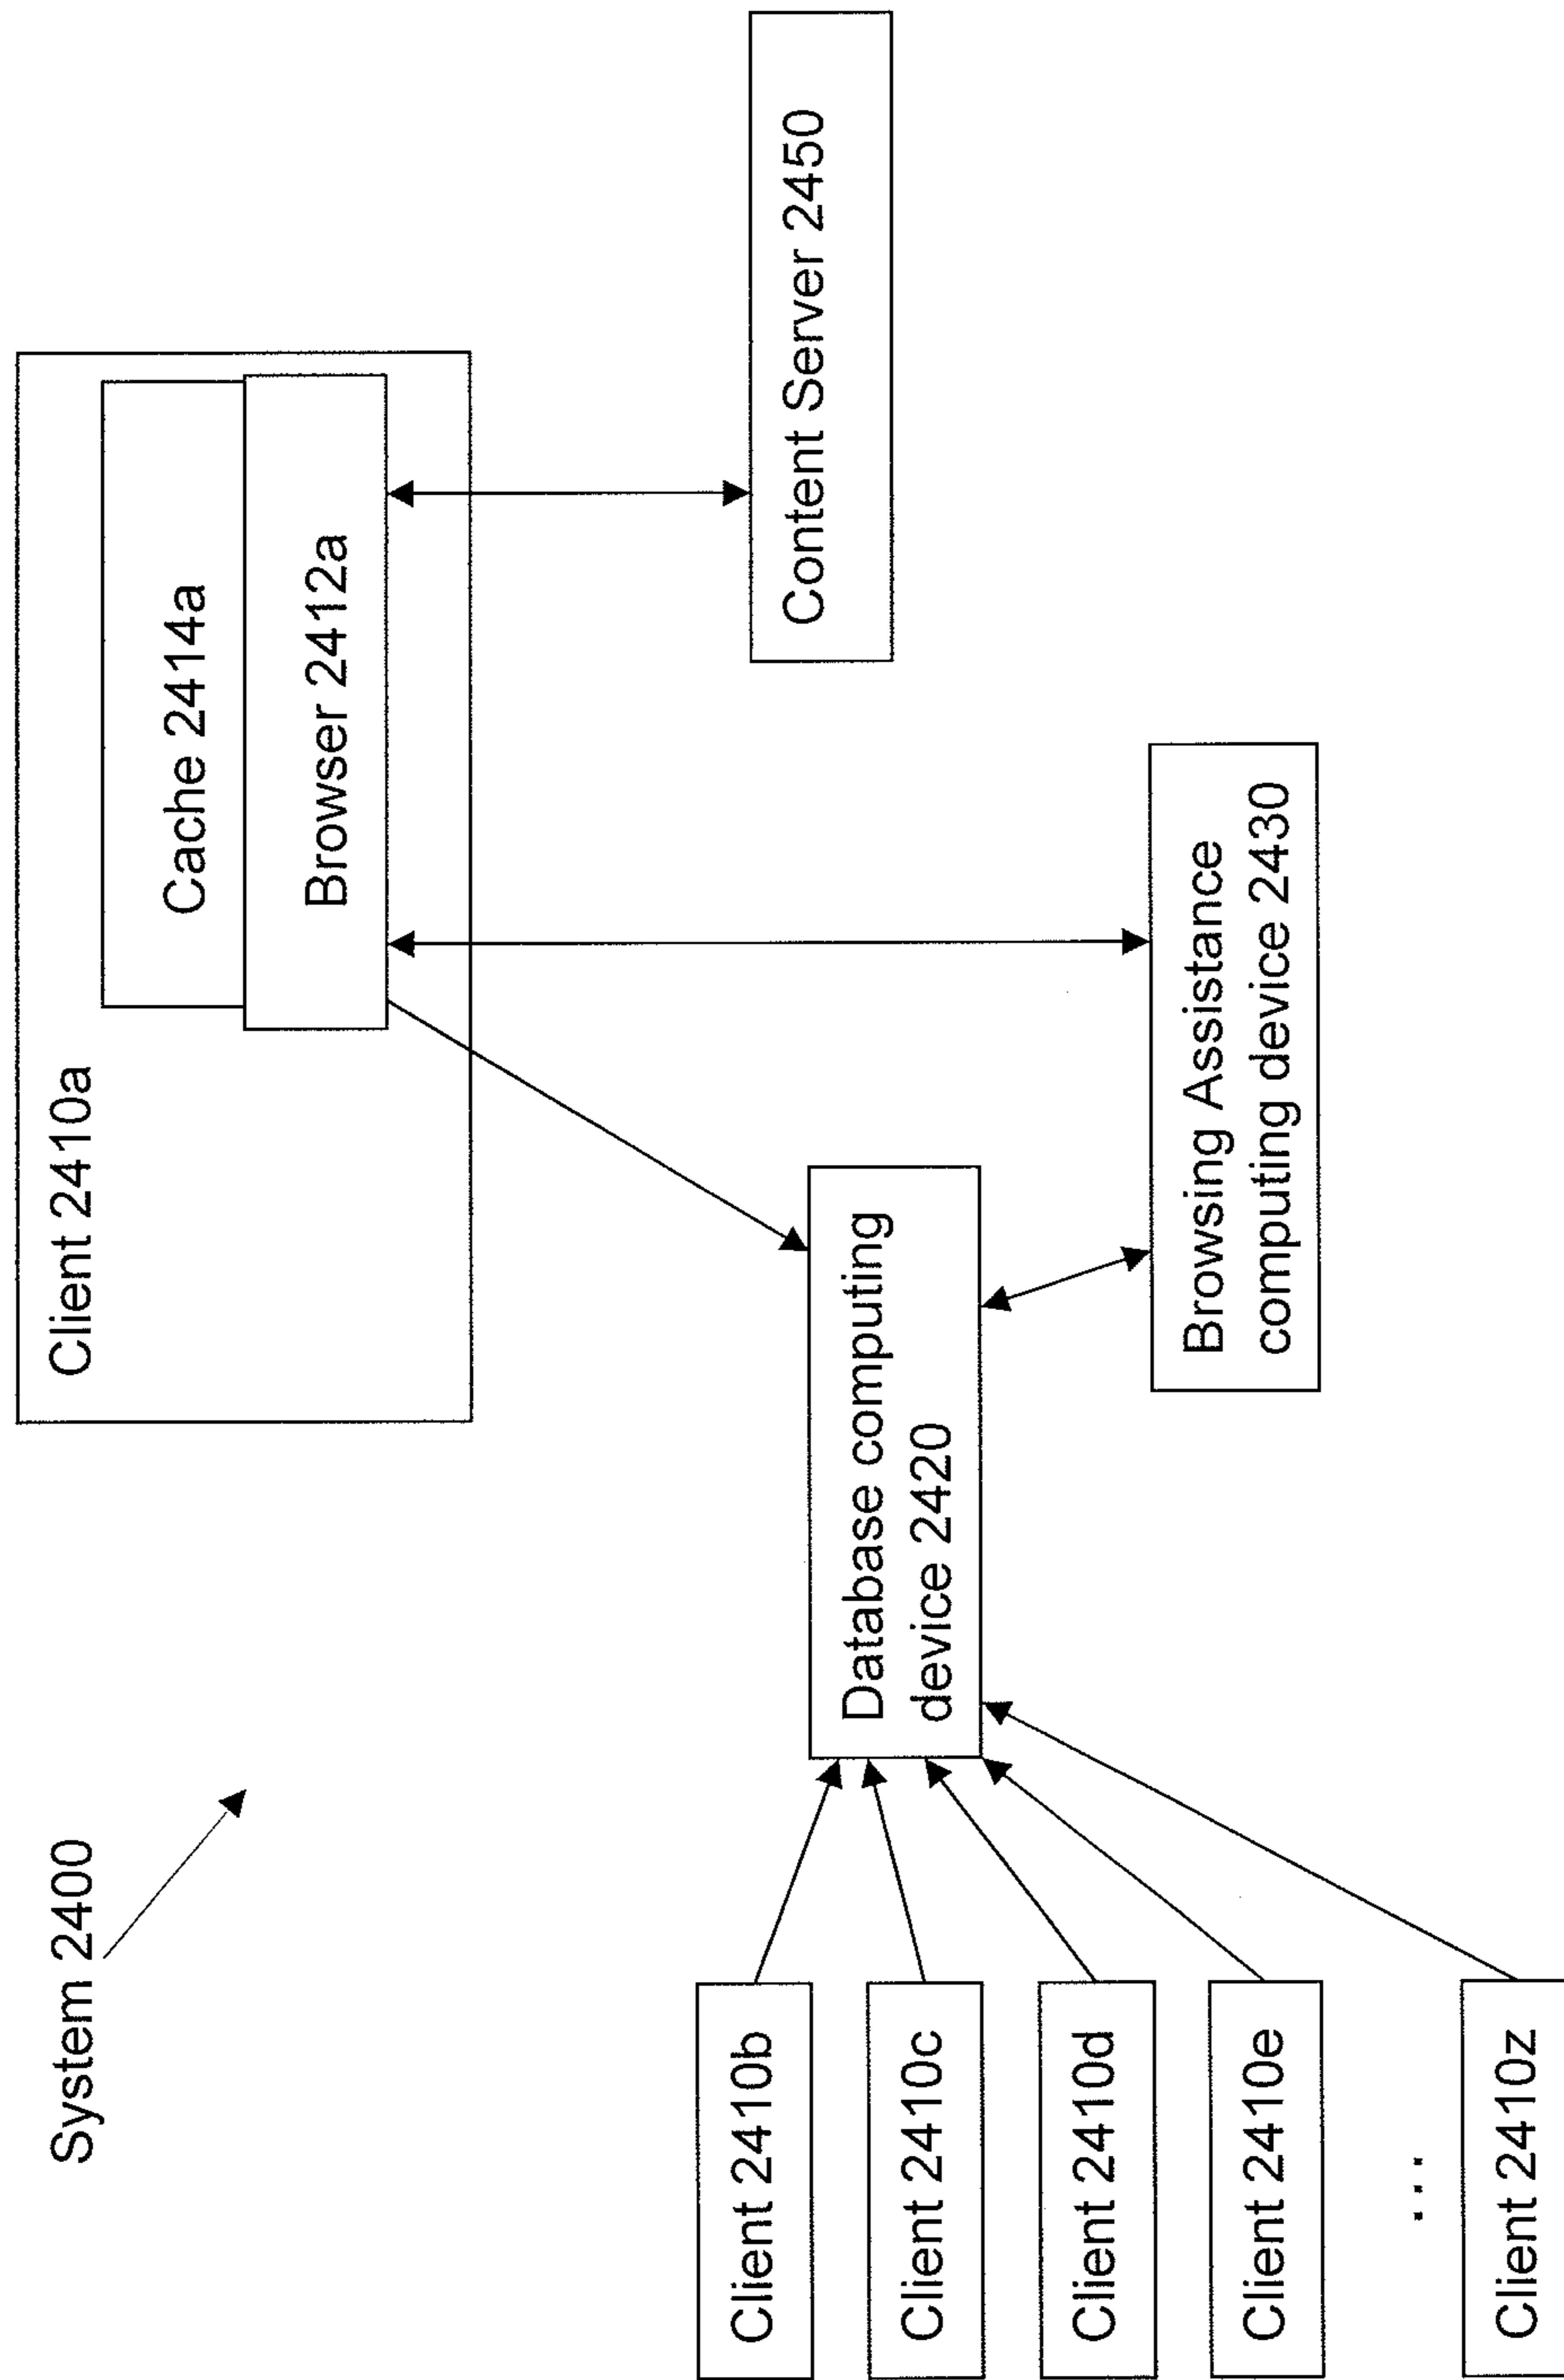 System 2400
Client 2410a
Cache 2414a
Browser 2412a
Client 2410b
Client 2410c
Client 2410d
Client 2410e
...
Client 2410z
Database computing
device 2420
Browsing Assistance
computing device 2430
Content Server 2450